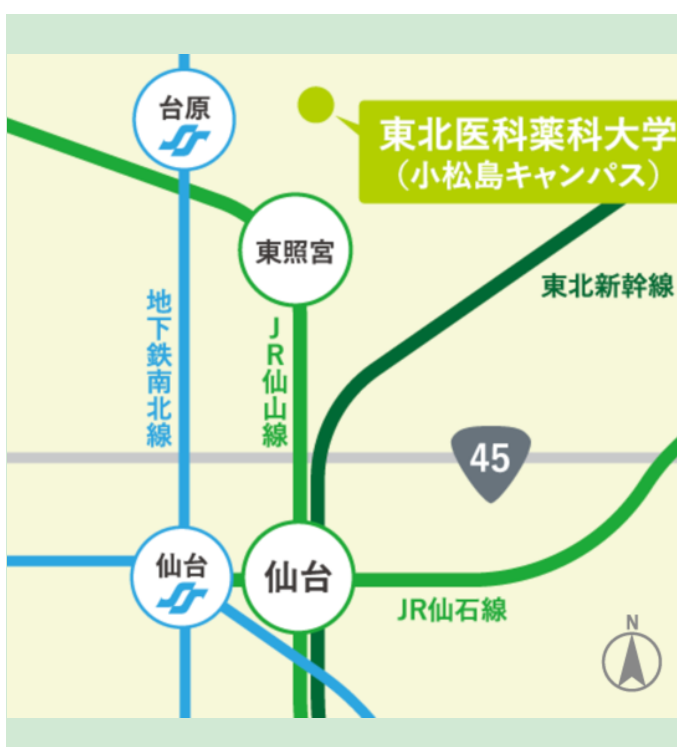 台原
東北医科薬科大学
（小松島キャンパス）
東照宮
東北新幹線
地下鉄南北線
JR仙山線
45
仙台
仙台
JR仙石線
N